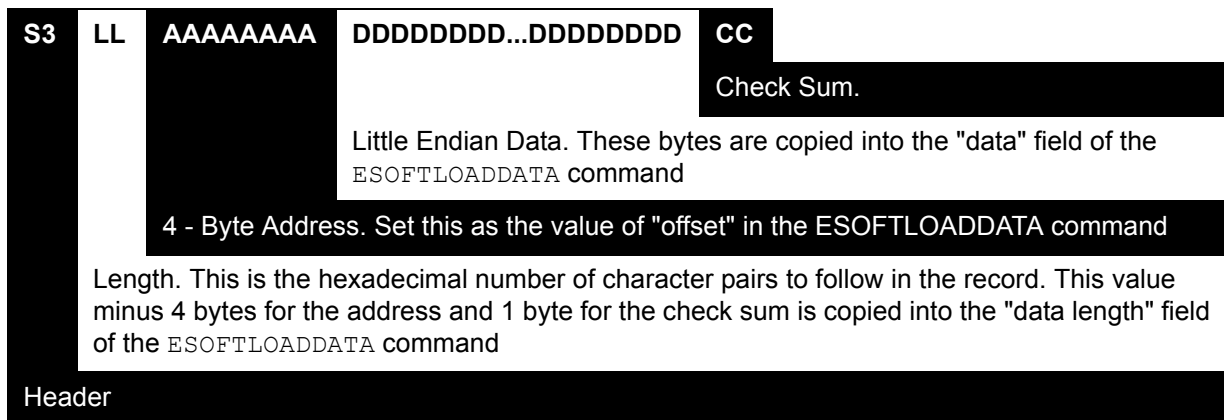 S3 LL AAAAAAAA DDDDDDDD...DDDDDDDD CC
Check Sum.
Little Endian Data. These bytes are copied into the "data" field of the
ESOFTLOADDATA command
4 - Byte Address. Set this as the value of "offset" in the ESOFTLOADDATA command
Length. This is the hexadecimal number of character pairs to follow in the record. This value
minus 4 bytes for the address and 1 byte for the check sum is copied into the "data length" field
of the ESOFTLOADDATA command
Header